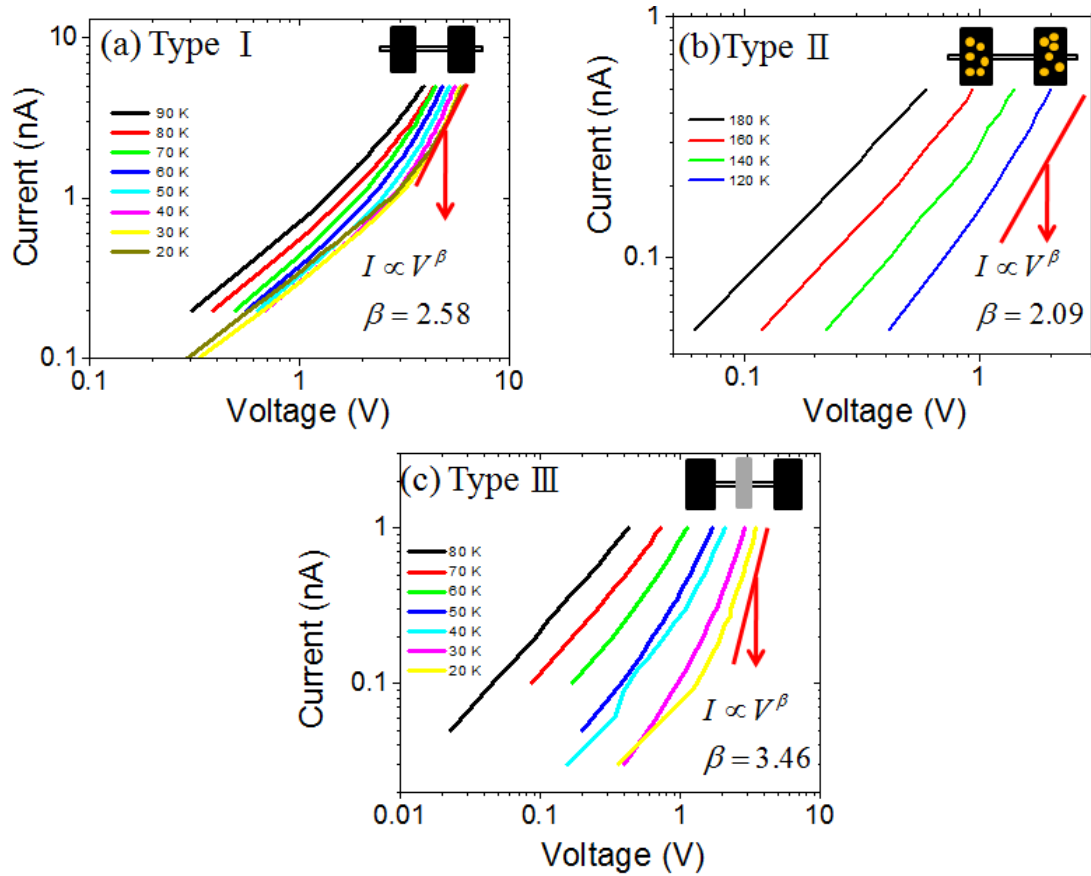 (a) Type Ⅰ
10
1
0.1
Current (nA)
90 K
80 K
70 K
60 K
50 K
40 K
30 K
20 K
I ∝ V^β
β = 2.58
0.1
1
10
Voltage (V)
(b)Type Ⅱ
1
0.1
Current (nA)
180 K
160 K
140 K
120 K
I ∝ V^β
β = 2.09
0.1
1
Voltage (V)
(c) Type Ⅲ
1
0.1
Current (nA)
80 K
70 K
60 K
50 K
40 K
30 K
20 K
I ∝ V^β
β = 3.46
0.01
0.1
1
10
Voltage (V)